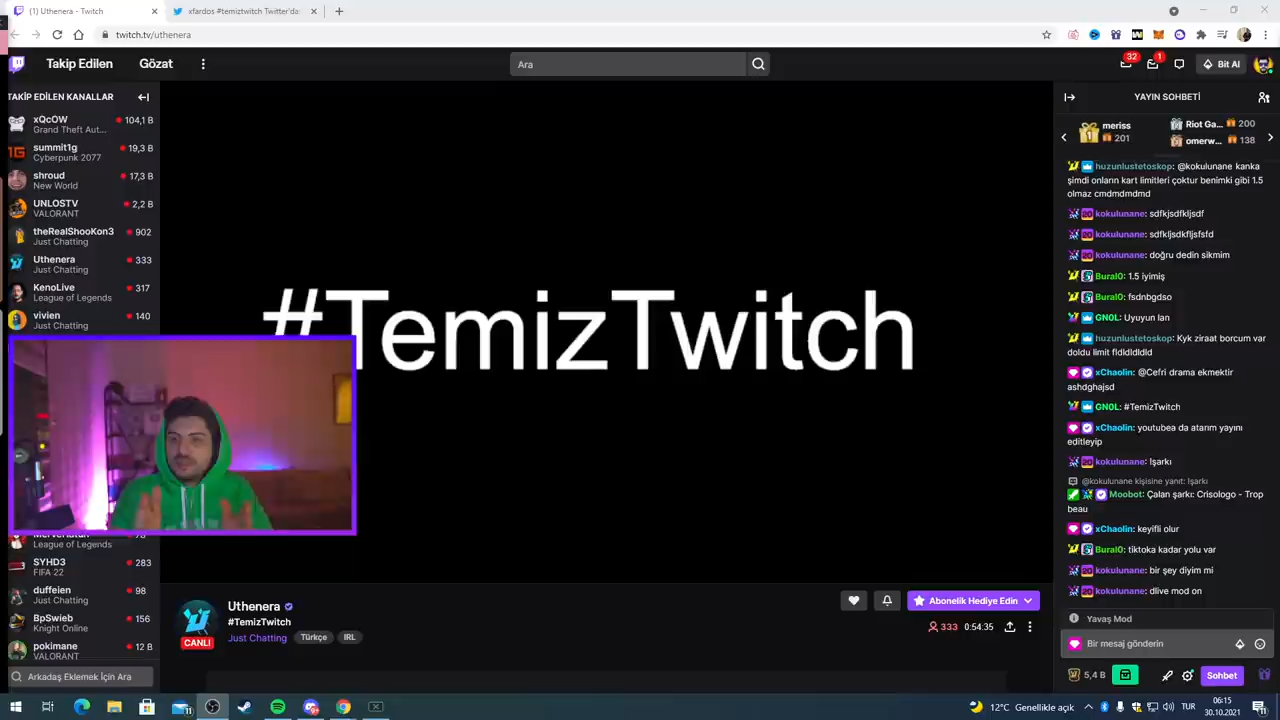 (1) Uthenera - Twitch
xfardos #temiztwitch Twitter'da:
twitch.tv/uthenera
Takip Edilen
Gözat
Ara
32
1
Bit Al
TAKİP EDİLEN KANALLAR
xQcOW
104,1 B
Grand Theft Aut...
summit1g
19,3 B
Cyberpunk 2077
shroud
17,3 B
New World
UNLOSTV
2,2 B
VALORANT
theRealShooKon3
902
Just Chatting
Uthenera
333
Just Chatting
KenoLive
317
League of Legends
vivien
140
Just Chatting
League of Legends
SYHD3
283
FIFA 22
duffeien
98
Just Chatting
BpSwieb
156
Knight Online
pokimane
12 B
VALORANT
Arkadaş Eklemek İçin Ara
#TemizTwitch
Uthenera
#TemizTwitch
Just Chatting
Türkçe
IRL
CANLI
Abonelik Hediye Edin
333
0:54:35
YAYIN SOHBETİ
meriss
201
Riot Ga...
200
omerw...
138
huzunlustetoskop: @kokulunane kanka
şimdi onların kart limitleri çoktur benimki gibi 1.5
olmaz cmdmdmdmd
kokulunane: sdfkjsdfkljsdf
kokulunane: sdfkljsdkfljsfsfd
kokulunane: doğru dedin sikmim
Bural0: 1.5 iyimiş
Bural0: fsdnbgdso
GN0L: Uyuyun lan
huzunlustetoskop: Kyk ziraat borcum var
doldu limit fldldldldld
xChaolin: @Cefri drama ekmektir
ashdghajsd
GN0L: #TemizTwitch
xChaolin: youtubea da atarım yayını
editleyip
kokulunane: !şarkı
@kokulunane kişisine yanıt: !şarkı
Moobot: Çalan şarkı: Crisologo - Trop
beau
xChaolin: keyifli olur
Bural0: tiktoka kadar yolu var
kokulunane: bir şey diyim mi
kokulunane: dlive mod on
Yavaş Mod
Bir mesaj gönderin
5,4 B
Sohbet
12°C Genellikle açık
TUR
06:15
30.10.2021